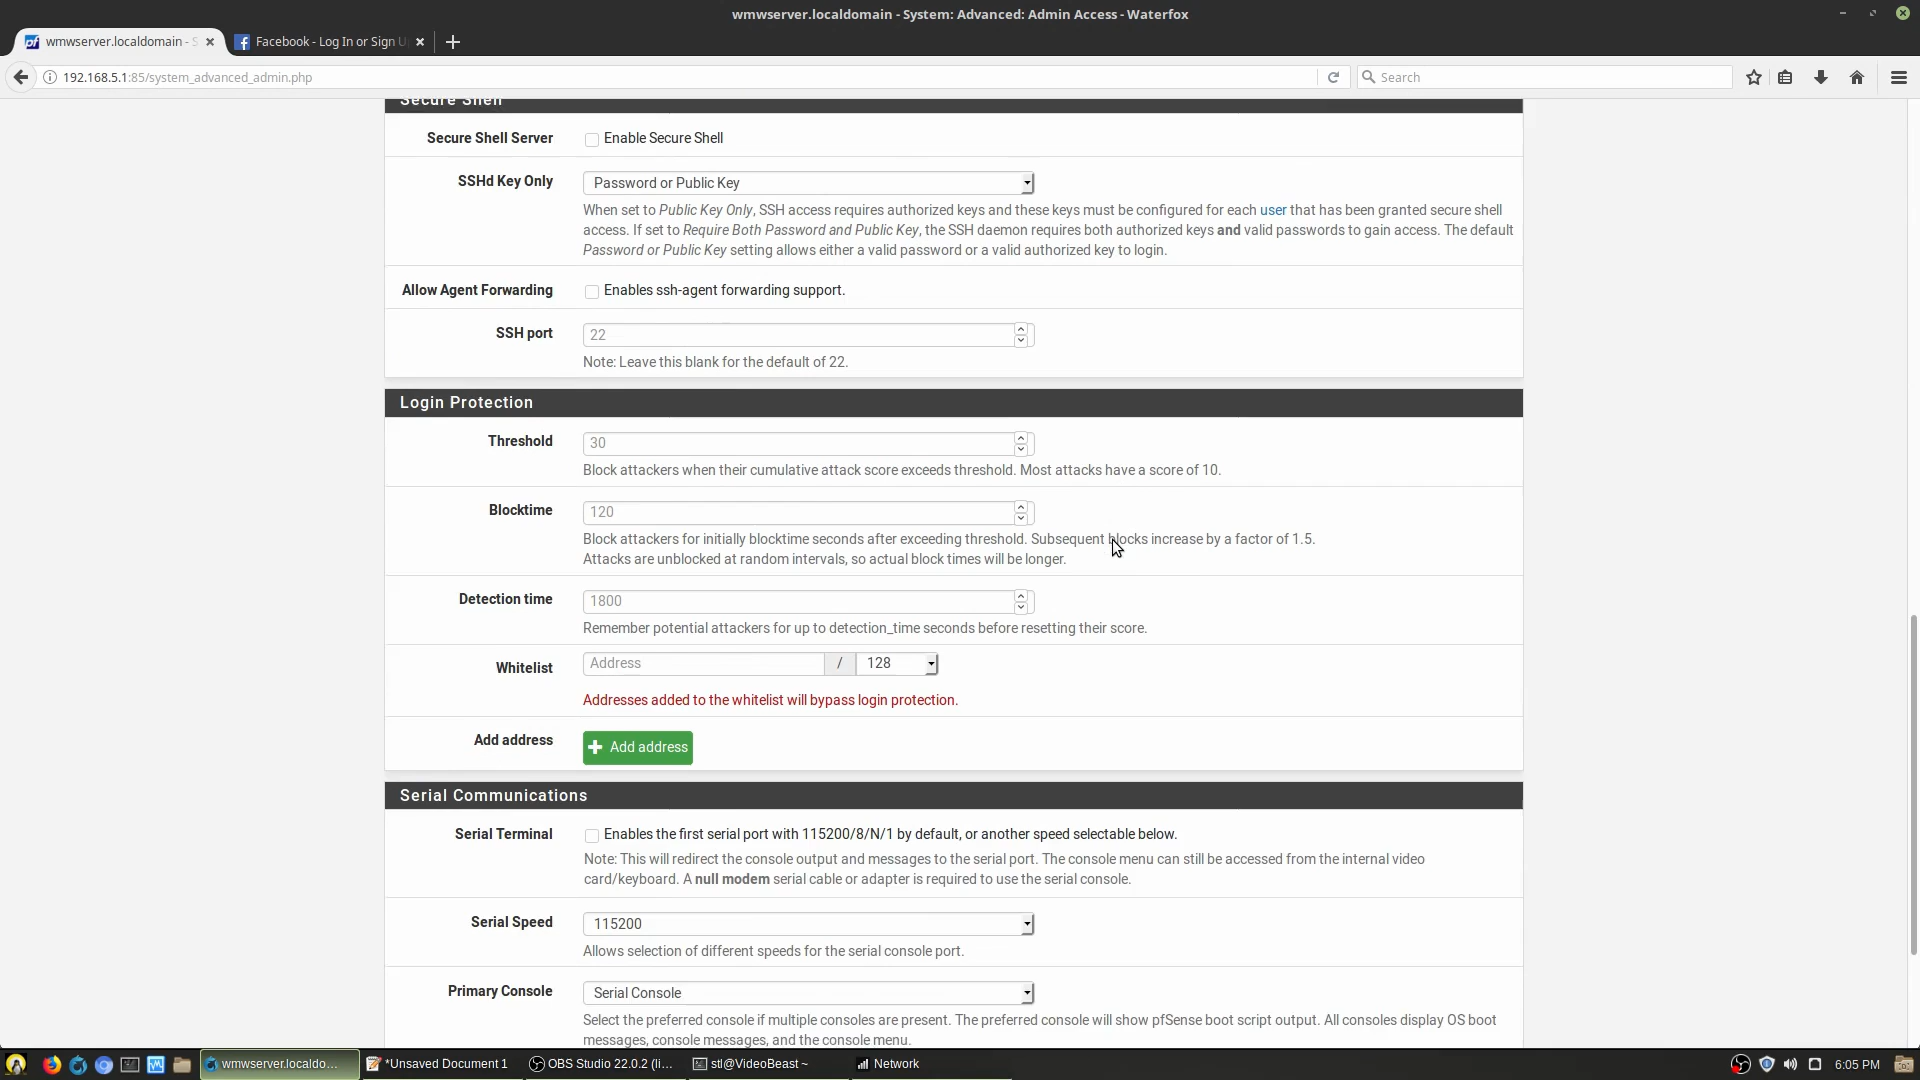 wmwserver.localdomain - System: Advanced: Admin Access - Waterfox
wmwserver.localdomain - S
Facebook - Log In or Sign U
192.168.5.1:85/system_advanced_admin.php
Search
Secure Shell
Secure Shell Server
Enable Secure Shell
SSHd Key Only
Password or Public Key
When set to Public Key Only, SSH access requires authorized keys and these keys must be configured for each user that has been granted secure shell
access. If set to Require Both Password and Public Key, the SSH daemon requires both authorized keys and valid passwords to gain access. The default
Password or Public Key setting allows either a valid password or a valid authorized key to login.
Allow Agent Forwarding
Enables ssh-agent forwarding support.
SSH port
22
Note: Leave this blank for the default of 22.
Login Protection
Threshold
30
Block attackers when their cumulative attack score exceeds threshold. Most attacks have a score of 10.
Blocktime
120
Block attackers for initially blocktime seconds after exceeding threshold. Subsequent blocks increase by a factor of 1.5.
Attacks are unblocked at random intervals, so actual block times will be longer.
Detection time
1800
Remember potential attackers for up to detection_time seconds before resetting their score.
Whitelist
Address
/
128
Addresses added to the whitelist will bypass login protection.
Add address
Add address
Serial Communications
Serial Terminal
Enables the first serial port with 115200/8/N/1 by default, or another speed selectable below.
Note: This will redirect the console output and messages to the serial port. The console menu can still be accessed from the internal video
card/keyboard. A null modem serial cable or adapter is required to use the serial console.
Serial Speed
115200
Allows selection of different speeds for the serial console port.
Primary Console
Serial Console
Select the preferred console if multiple consoles are present. The preferred console will show pfSense boot script output. All consoles display OS boot
messages, console messages, and the console menu.
wmwserver.localdo...
*Unsaved Document 1
OBS Studio 22.0.2 (li...
stl@VideoBeast ~
Network
6:05 PM